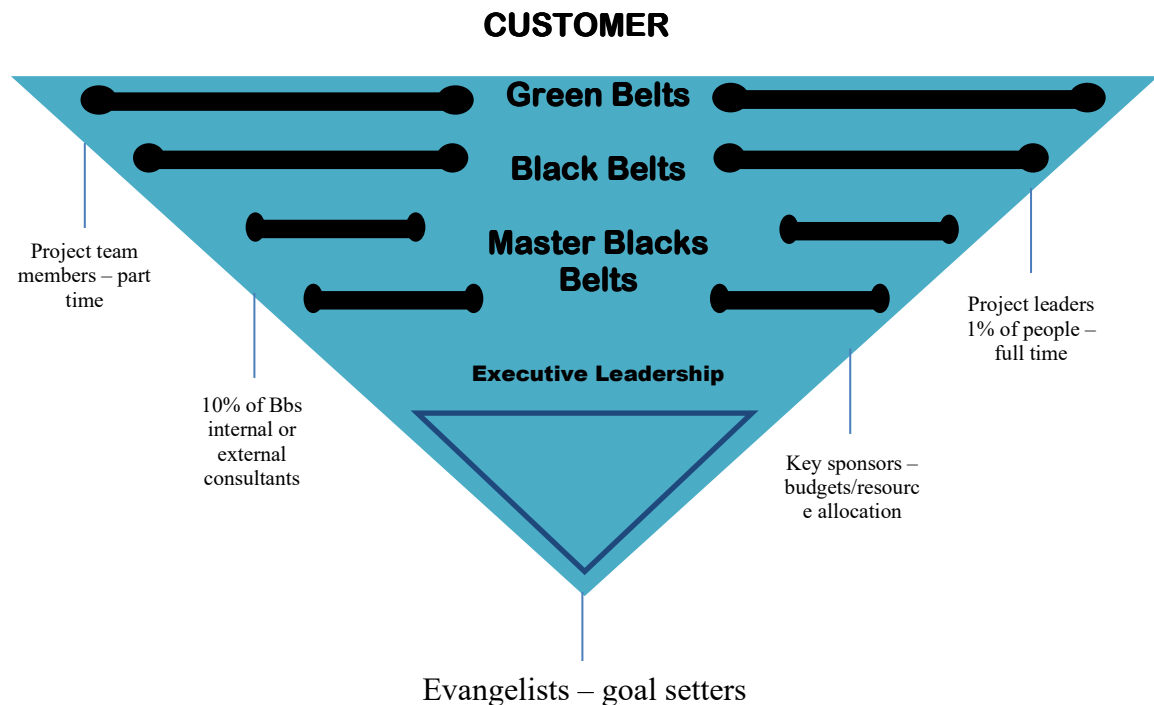 CUSTOMER
Green Belts
Black Belts
Master Blacks
Belts
Executive Leadership
Project team
members – part
time
10% of Bbs
internal or
external
consultants
Project leaders
1% of people –
full time
Key sponsors –
budgets/resourc
e allocation
Evangelists – goal setters